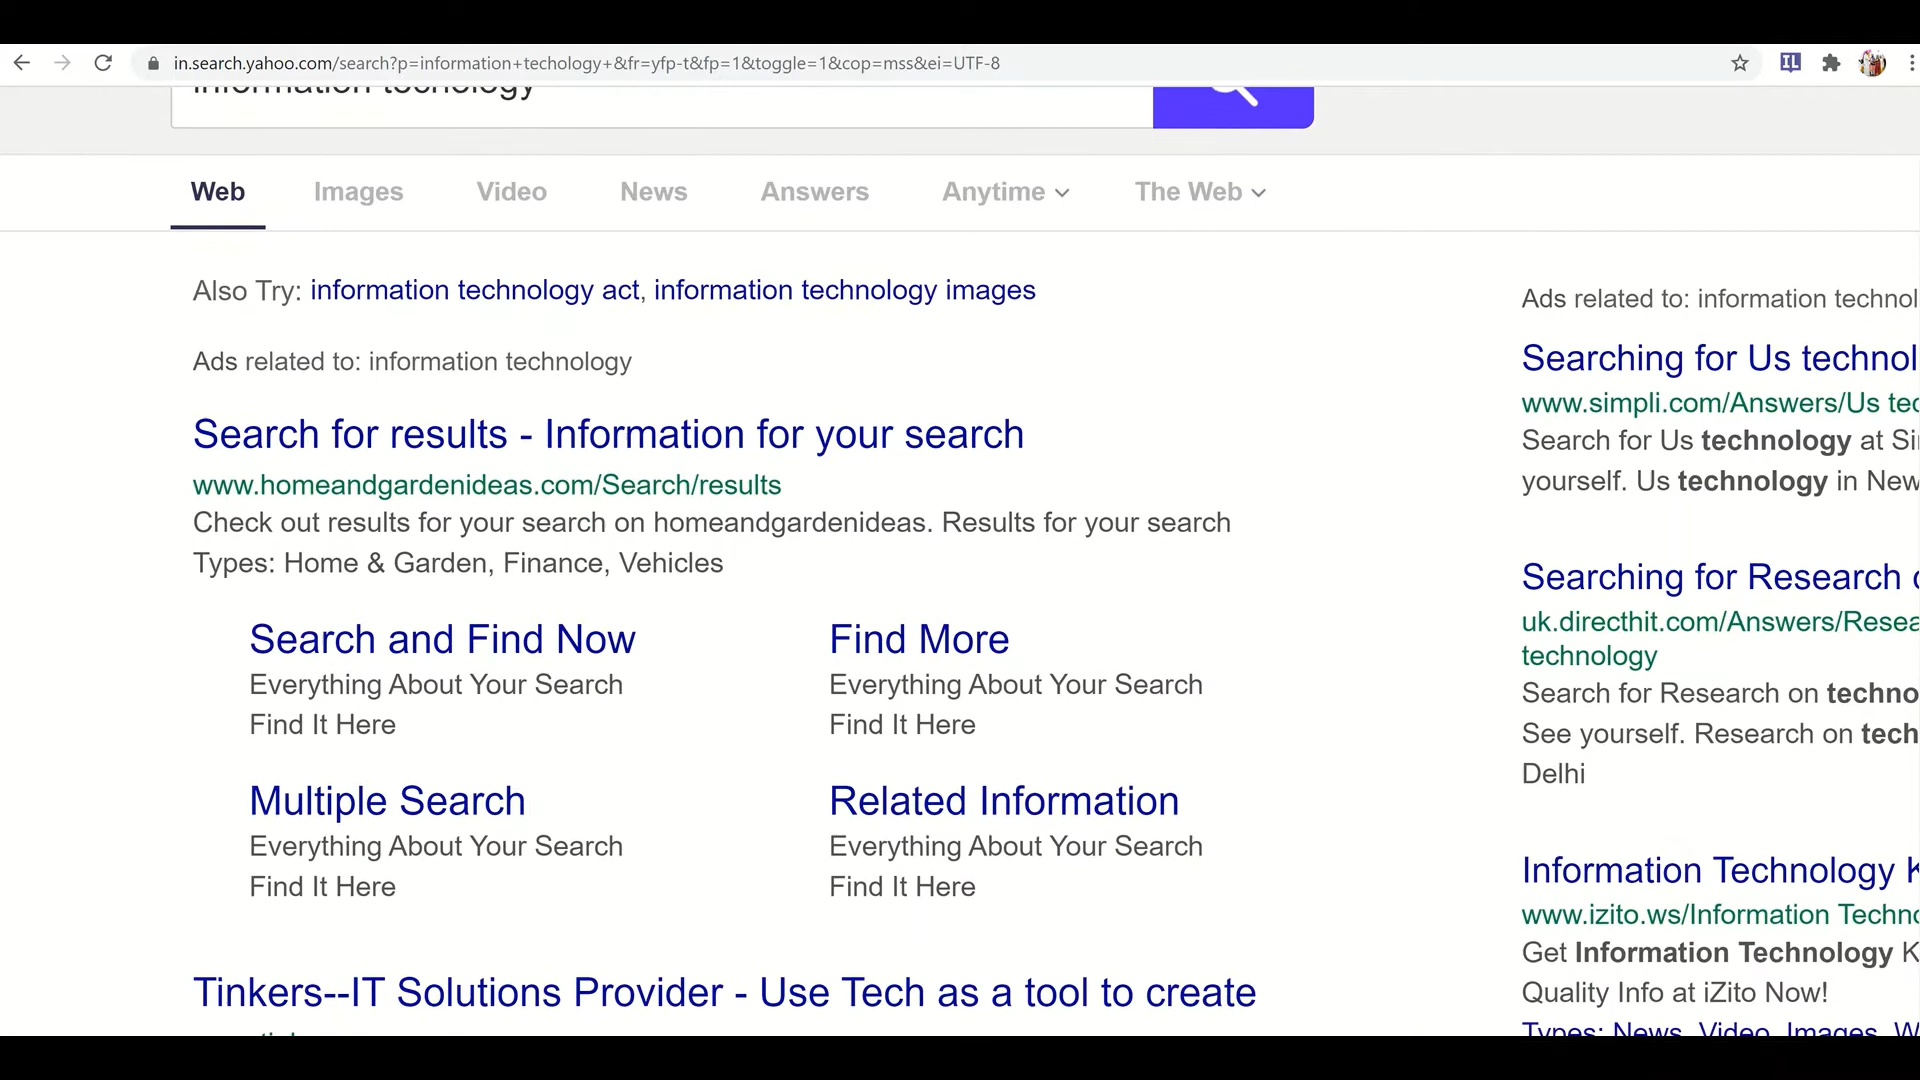 in.search.yahoo.com/search?p=information+techology+&fr=yfp-t&fp=1&toggle=1&cop=mss&ei=UTF-8
IL
information techology
Web Images Video News Answers Anytime The Web
Also Try: information technology act, information technology images
Ads related to: information technology
Search for results - Information for your search
www.homeandgardenideas.com/Search/results
Check out results for your search on homeandgardenideas. Results for your search
Types: Home & Garden, Finance, Vehicles
Search and Find Now
Everything About Your Search
Find It Here
Find More
Everything About Your Search
Find It Here
Multiple Search
Everything About Your Search
Find It Here
Related Information
Everything About Your Search
Find It Here
Tinkers--IT Solutions Provider - Use Tech as a tool to create
Ads related to: information technol
Searching for Us technol
www.simpli.com/Answers/Us tec
Search for Us technology at Si
yourself. Us technology in New
Searching for Research o
uk.directhit.com/Answers/Resea
technology
Search for Research on techno
See yourself. Research on tech
Delhi
Information Technology K
www.izito.ws/Information Techno
Get Information Technology K
Quality Info at iZito Now!
Types: News, Video, Images, W